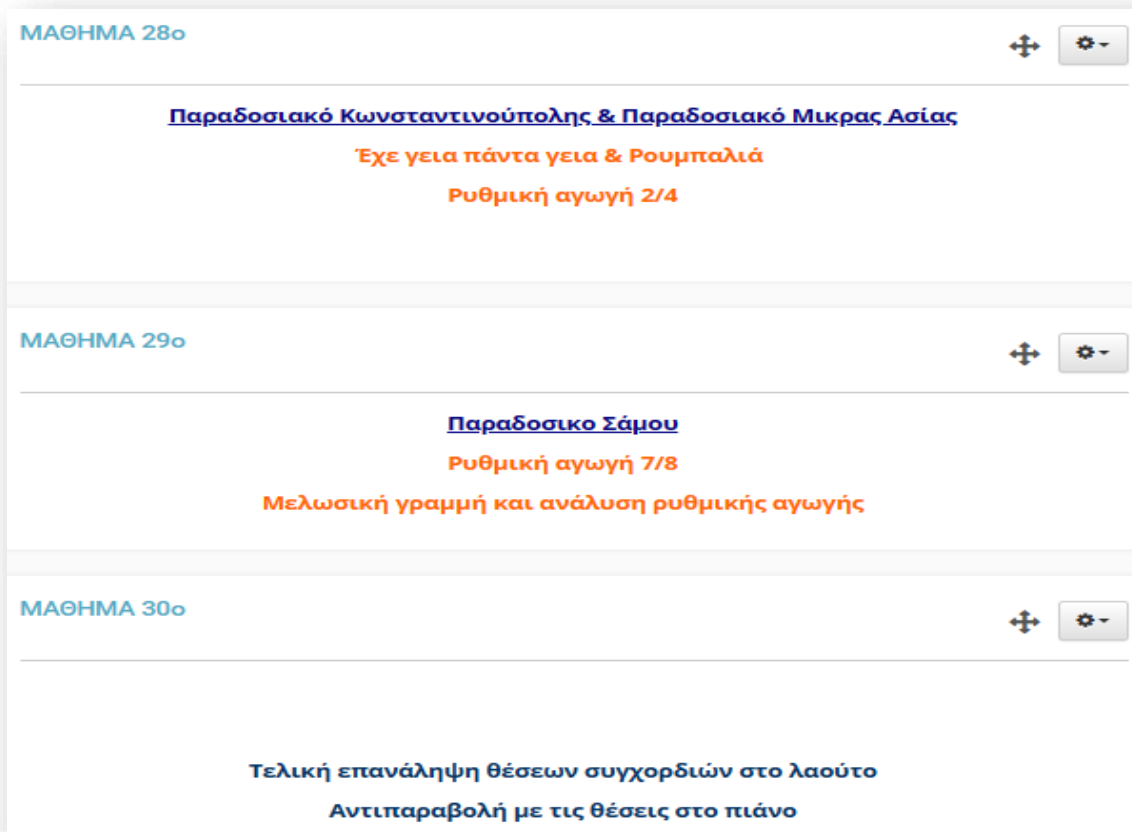 ΜΑΘΗΜΑ 28ο
Παραδοσιακό Κωνσταντινούπολης & Παραδοσιακό Μικρας Ασίας
Έχε γεια πάντα γεια & Ρουμπαλιά
Ρυθμική αγωγή 2/4
ΜΑΘΗΜΑ 29ο
Παραδοσικο Σάμου
Ρυθμική αγωγή 7/8
Μελωσική γραμμή και ανάλυση ρυθμικής αγωγής
ΜΑΘΗΜΑ 30ο
Τελική επανάληψη θέσεων συγχορδιών στο λαούτο
Αντιπαραβολή με τις θέσεις στο πιάνο